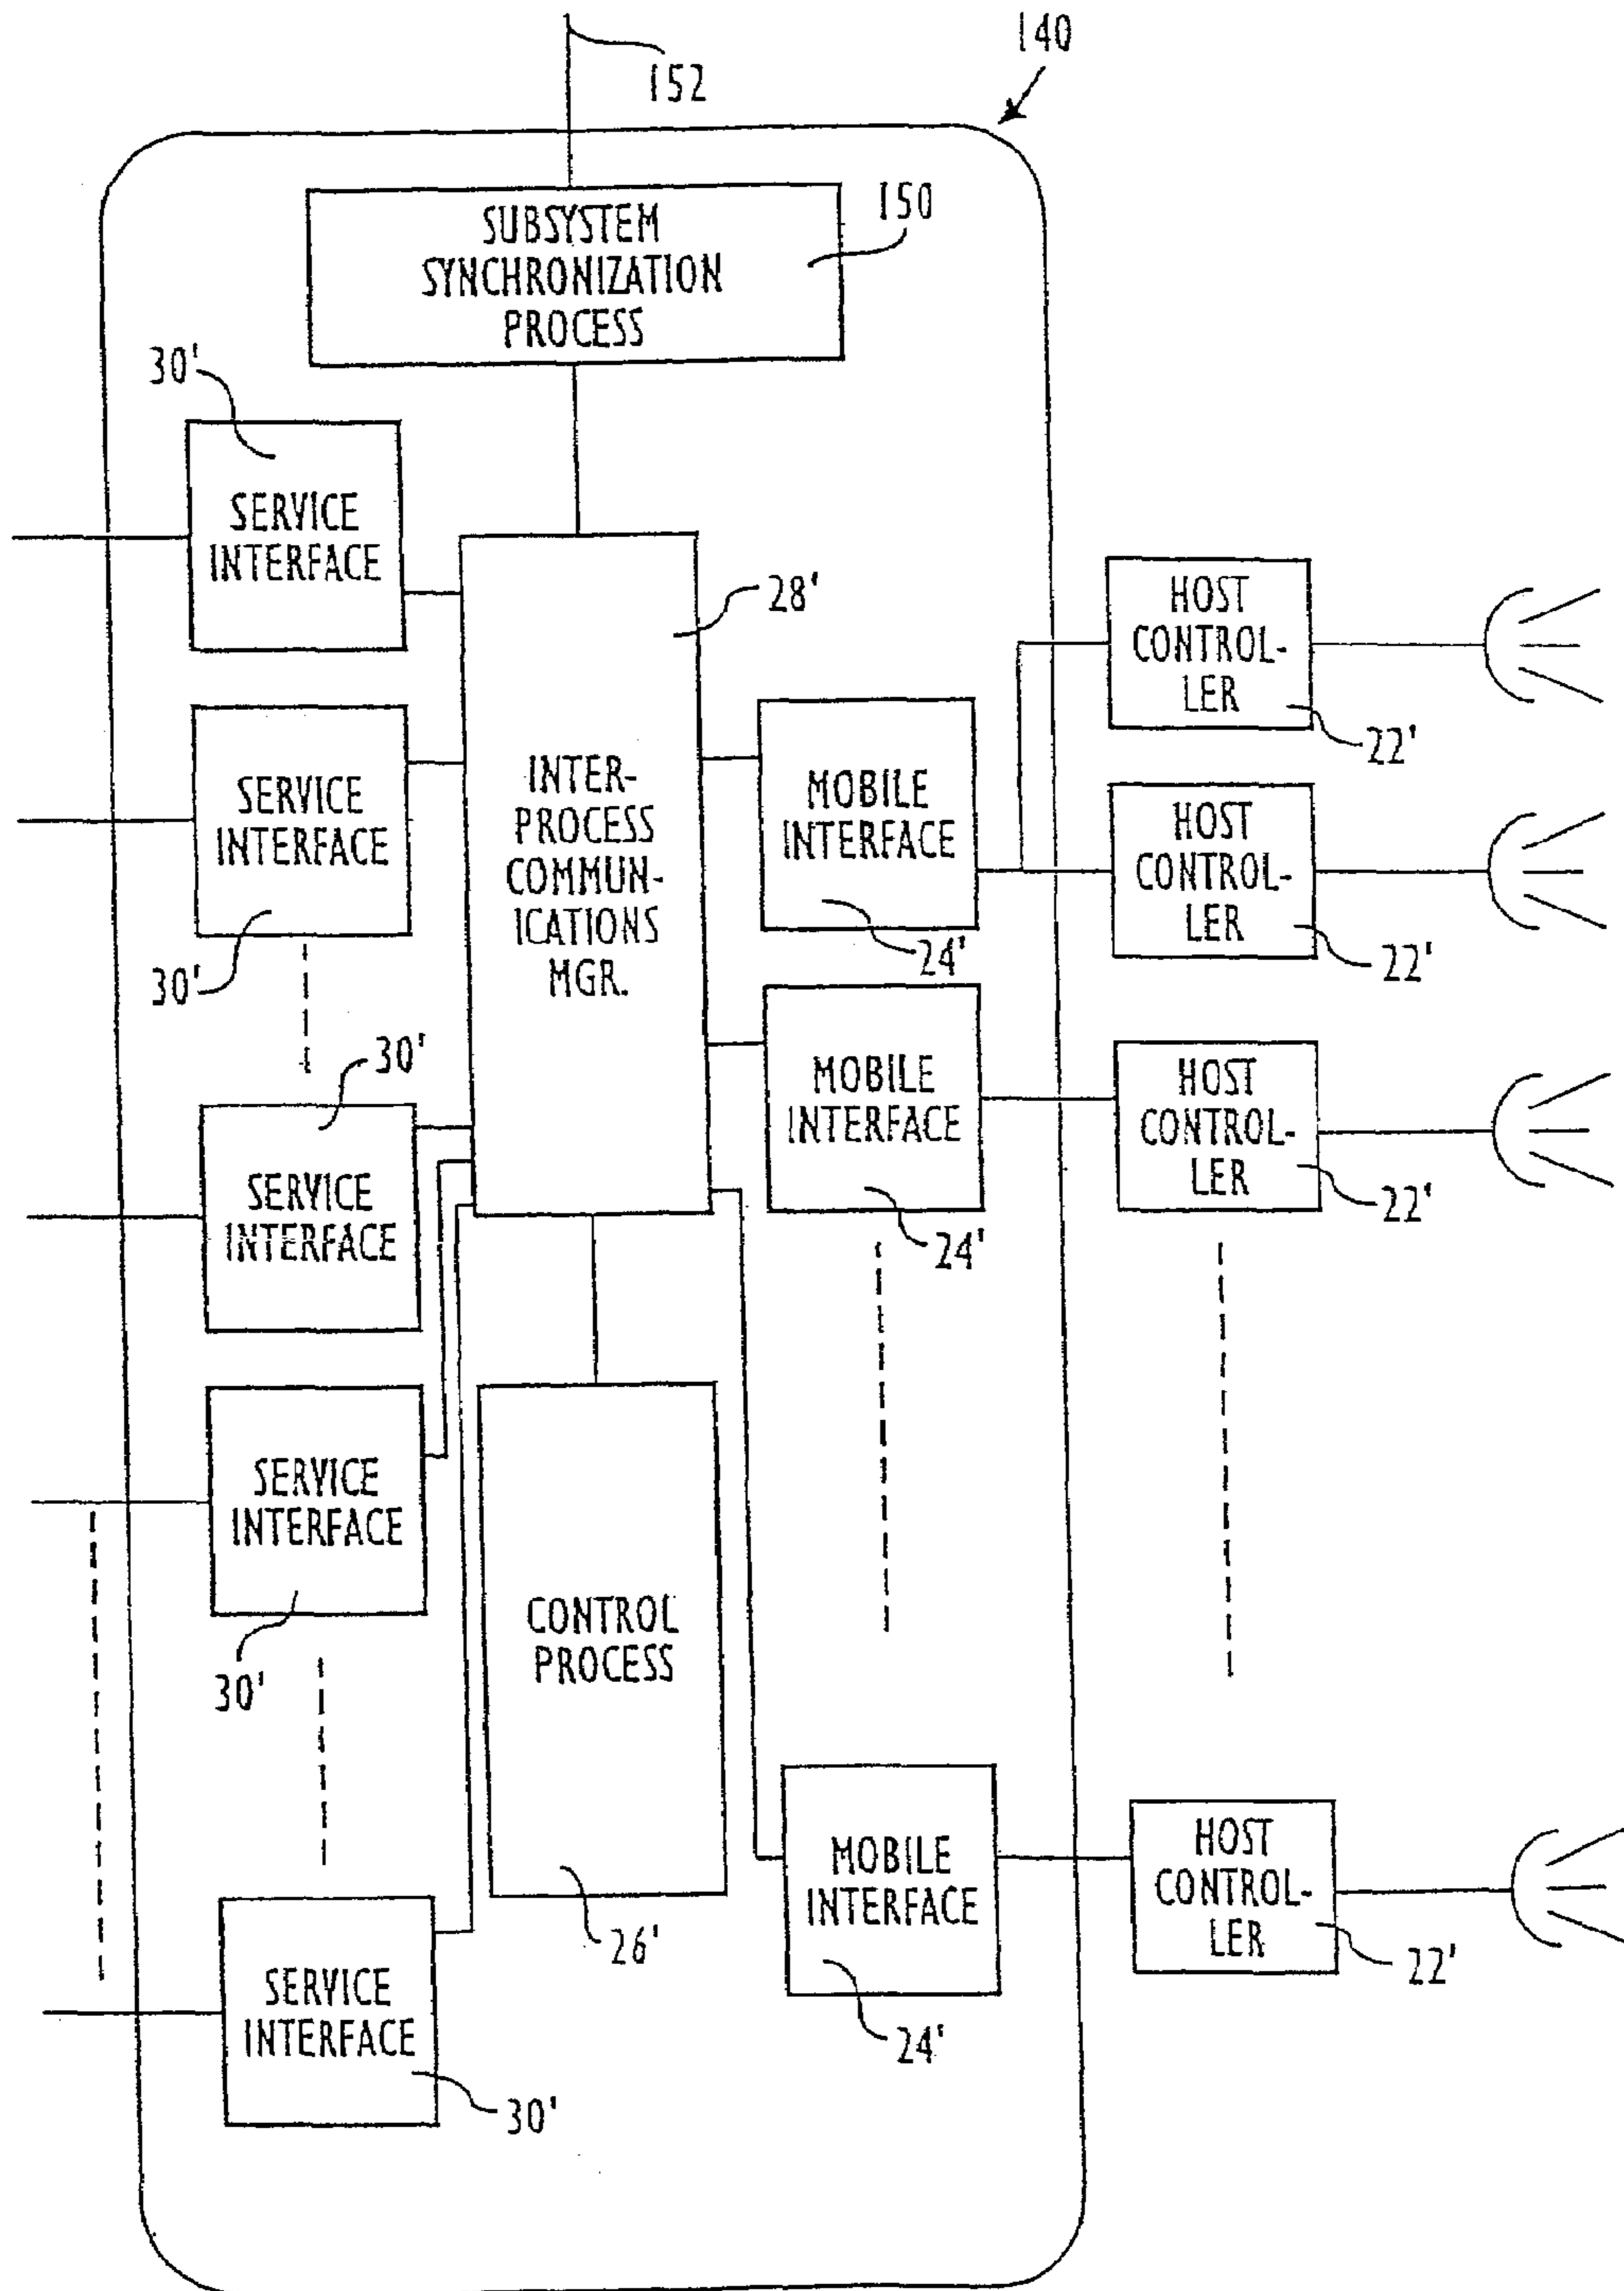 140
152
SUBSYSTEM
SYNCHRONIZATION
PROCESS
150
30'
SERVICE
INTERFACE
28'
HOST
CONTROL-
LER
22'
SERVICE
INTERFACE
30'
INTER-
PROCESS
COMMUN-
ICATIONS
MGR.
MOBILE
INTERFACE
24'
HOST
CONTROL-
LER
22'
30'
SERVICE
INTERFACE
MOBILE
INTERFACE
24'
HOST
CONTROL-
LER
22'
SERVICE
INTERFACE
30'
CONTROL
PROCESS
26'
MOBILE
INTERFACE
24'
HOST
CONTROL-
LER
22'
SERVICE
INTERFACE
30'